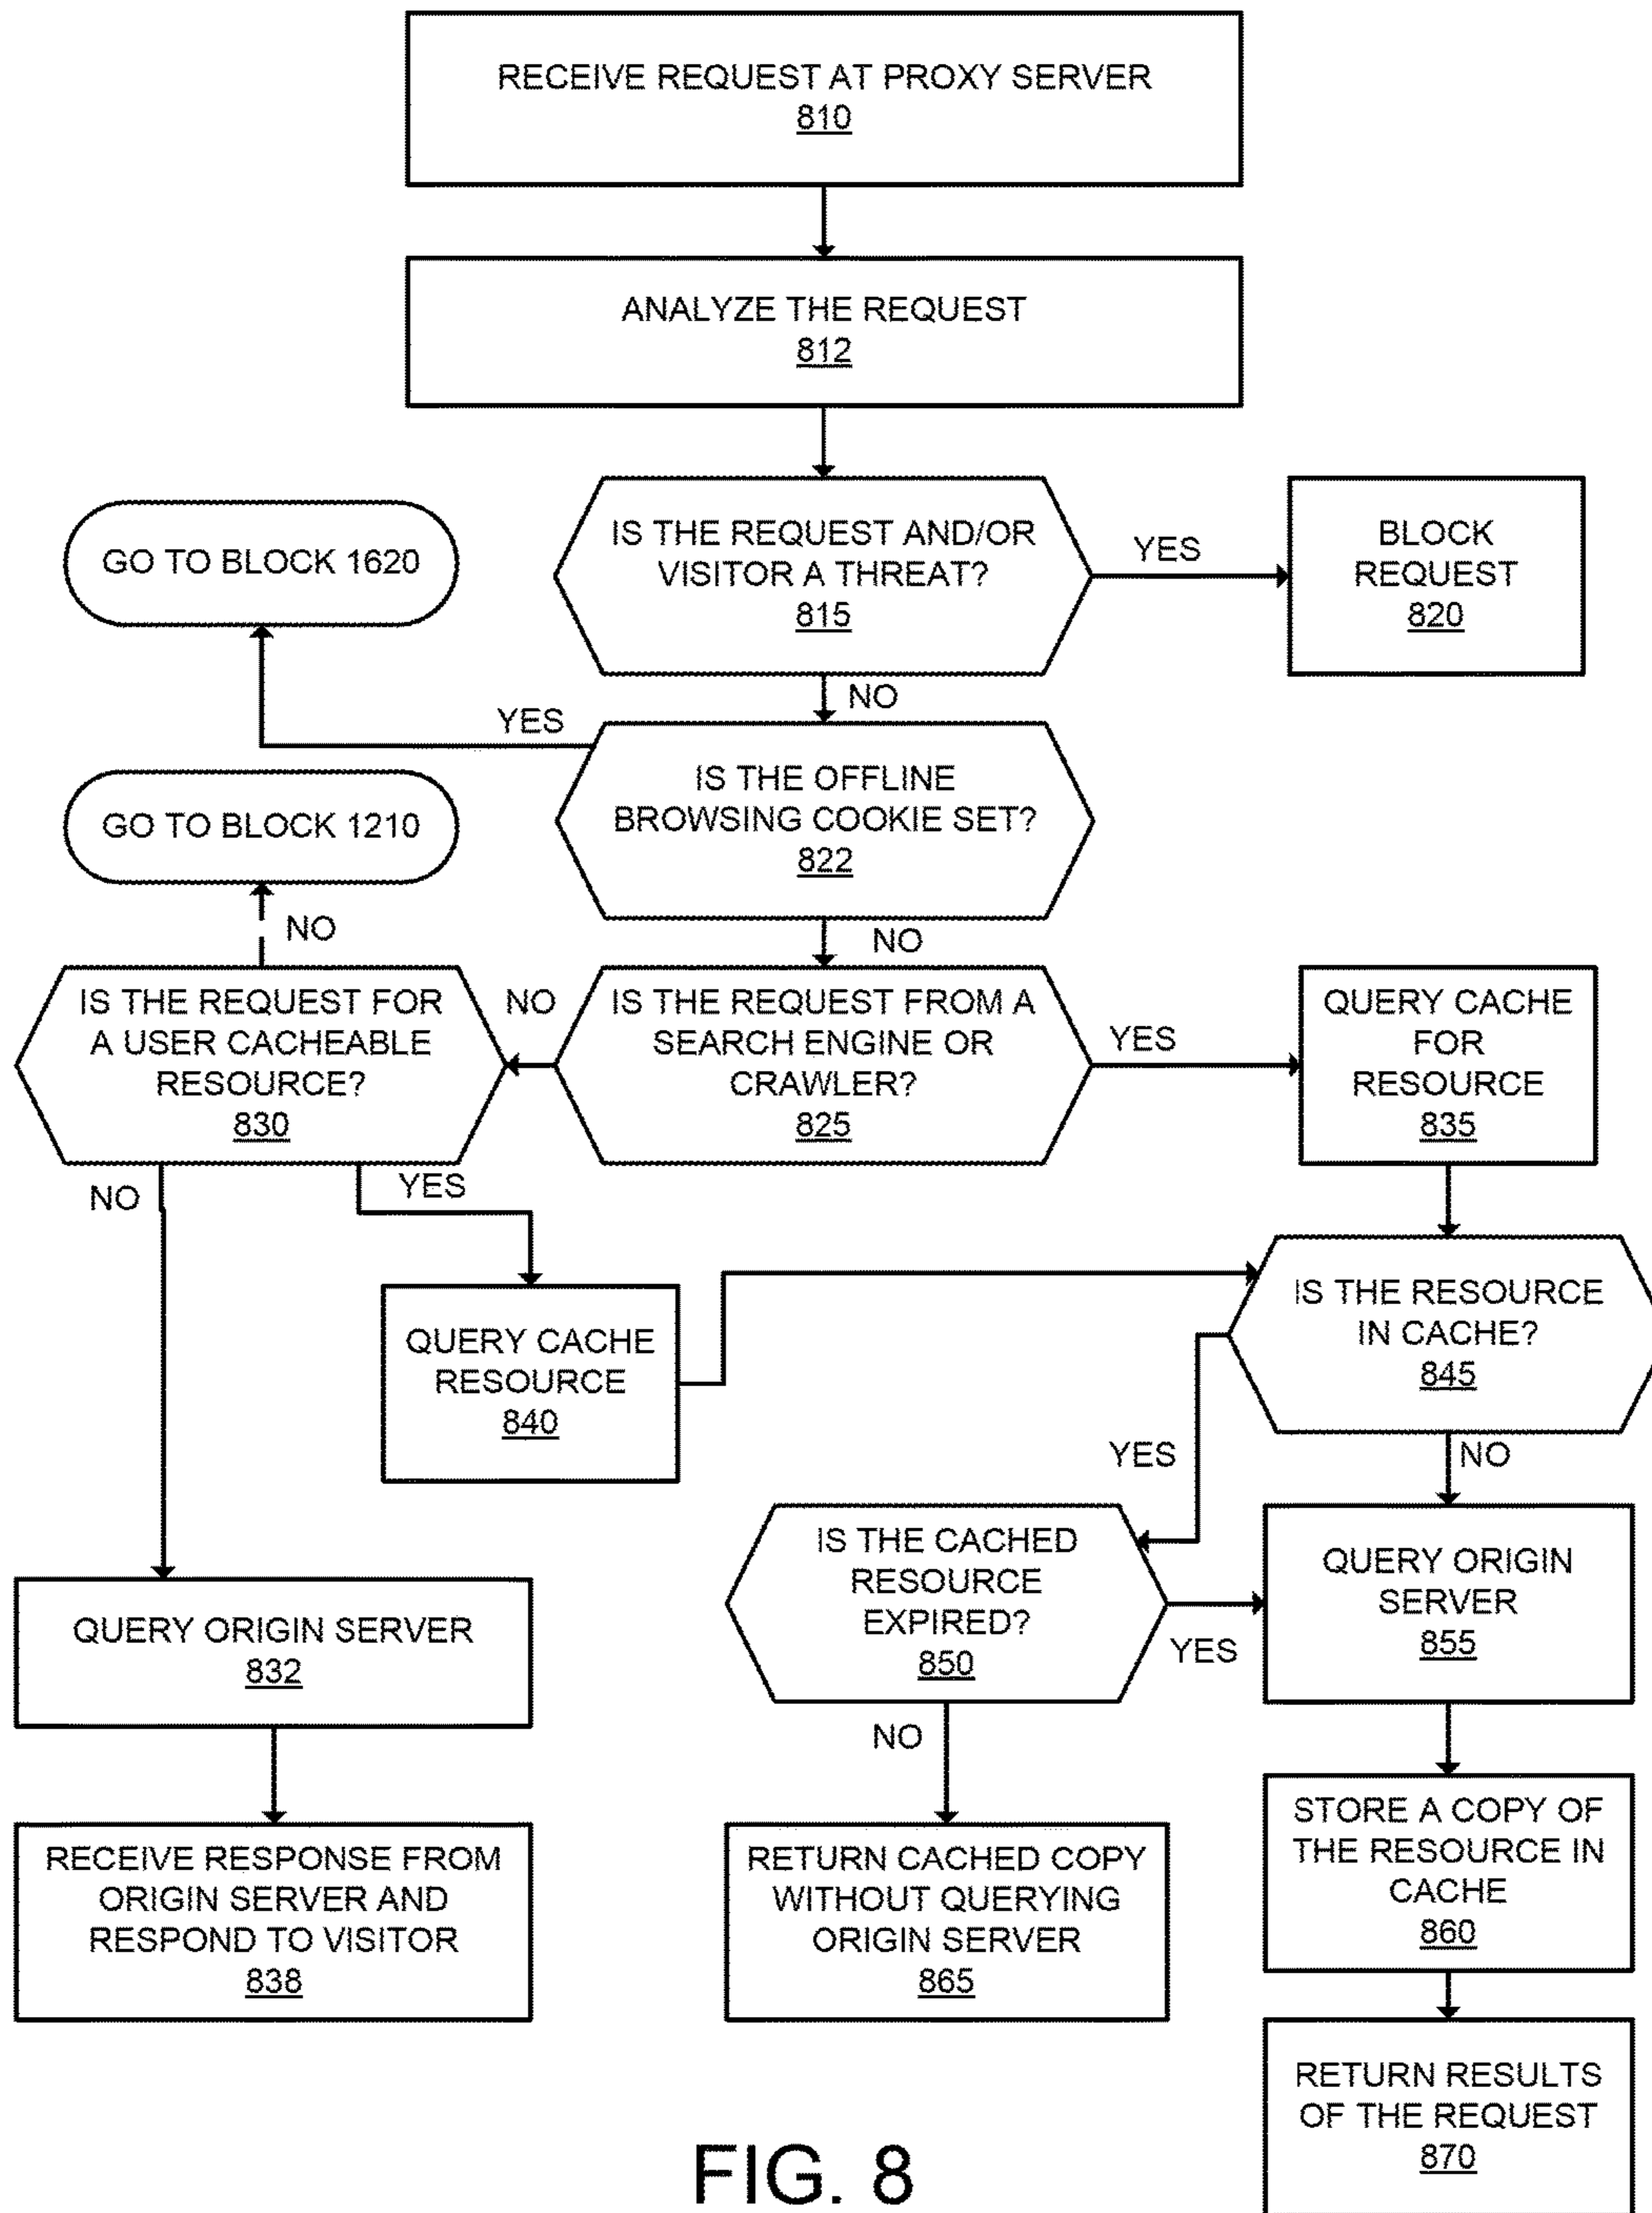 RECEIVE REQUEST AT PROXY SERVER
810
ANALYZE THE REQUEST
812
IS THE REQUEST AND/OR
VISITOR A THREAT?
815
YES
BLOCK
REQUEST
820
GO TO BLOCK 1620
NO
YES
IS THE OFFLINE
BROWSING COOKIE SET?
822
GO TO BLOCK 1210
NO
NO
IS THE REQUEST FOR
A USER CACHEABLE
RESOURCE?
830
NO
IS THE REQUEST FROM A
SEARCH ENGINE OR
CRAWLER?
825
YES
QUERY CACHE
FOR
RESOURCE
835
NO
YES
QUERY CACHE
RESOURCE
840
IS THE RESOURCE
IN CACHE?
845
YES
NO
IS THE CACHED
RESOURCE
EXPIRED?
850
YES
QUERY ORIGIN
SERVER
855
QUERY ORIGIN SERVER
832
NO
RECEIVE RESPONSE FROM
ORIGIN SERVER AND
RESPOND TO VISITOR
838
RETURN CACHED COPY
WITHOUT QUERYING
ORIGIN SERVER
865
STORE A COPY OF
THE RESOURCE IN
CACHE
860
RETURN RESULTS
OF THE REQUEST
870
FIG. 8